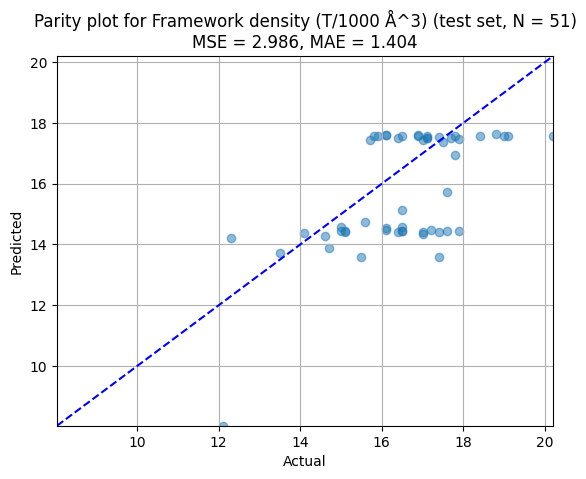 Parity plot for Framework density (T/1000 Å^3) (test set, N = 51)
MSE = 2.986, MAE = 1.404
20
18
16
14
12
10
Predicted
10 12 14 16 18 20
Actual